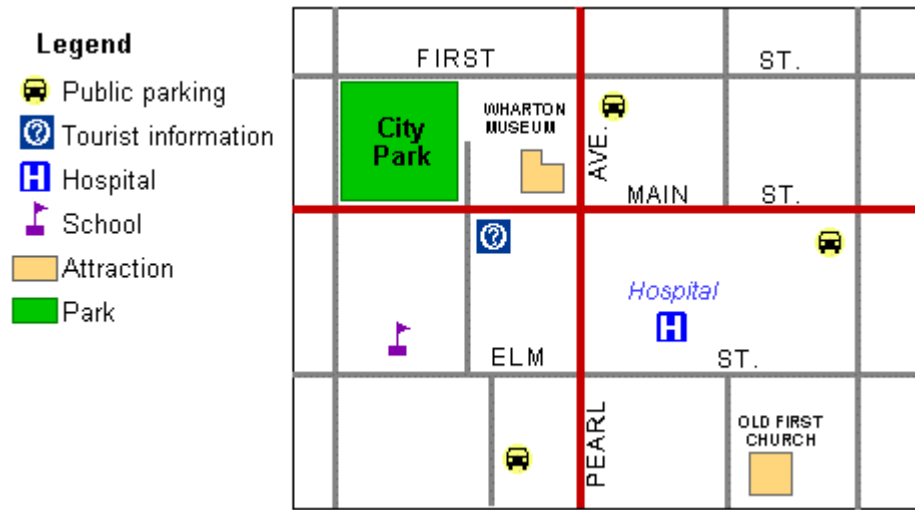 Legend
Public parking
Tourist information
H Hospital
School
Attraction
Park
FIRST ST.
City
Park
WHARTON
MUSEUM
AVE.
MAIN ST.
?
Hospital
H
ELM ST.
PEARL
OLD FIRST
CHURCH